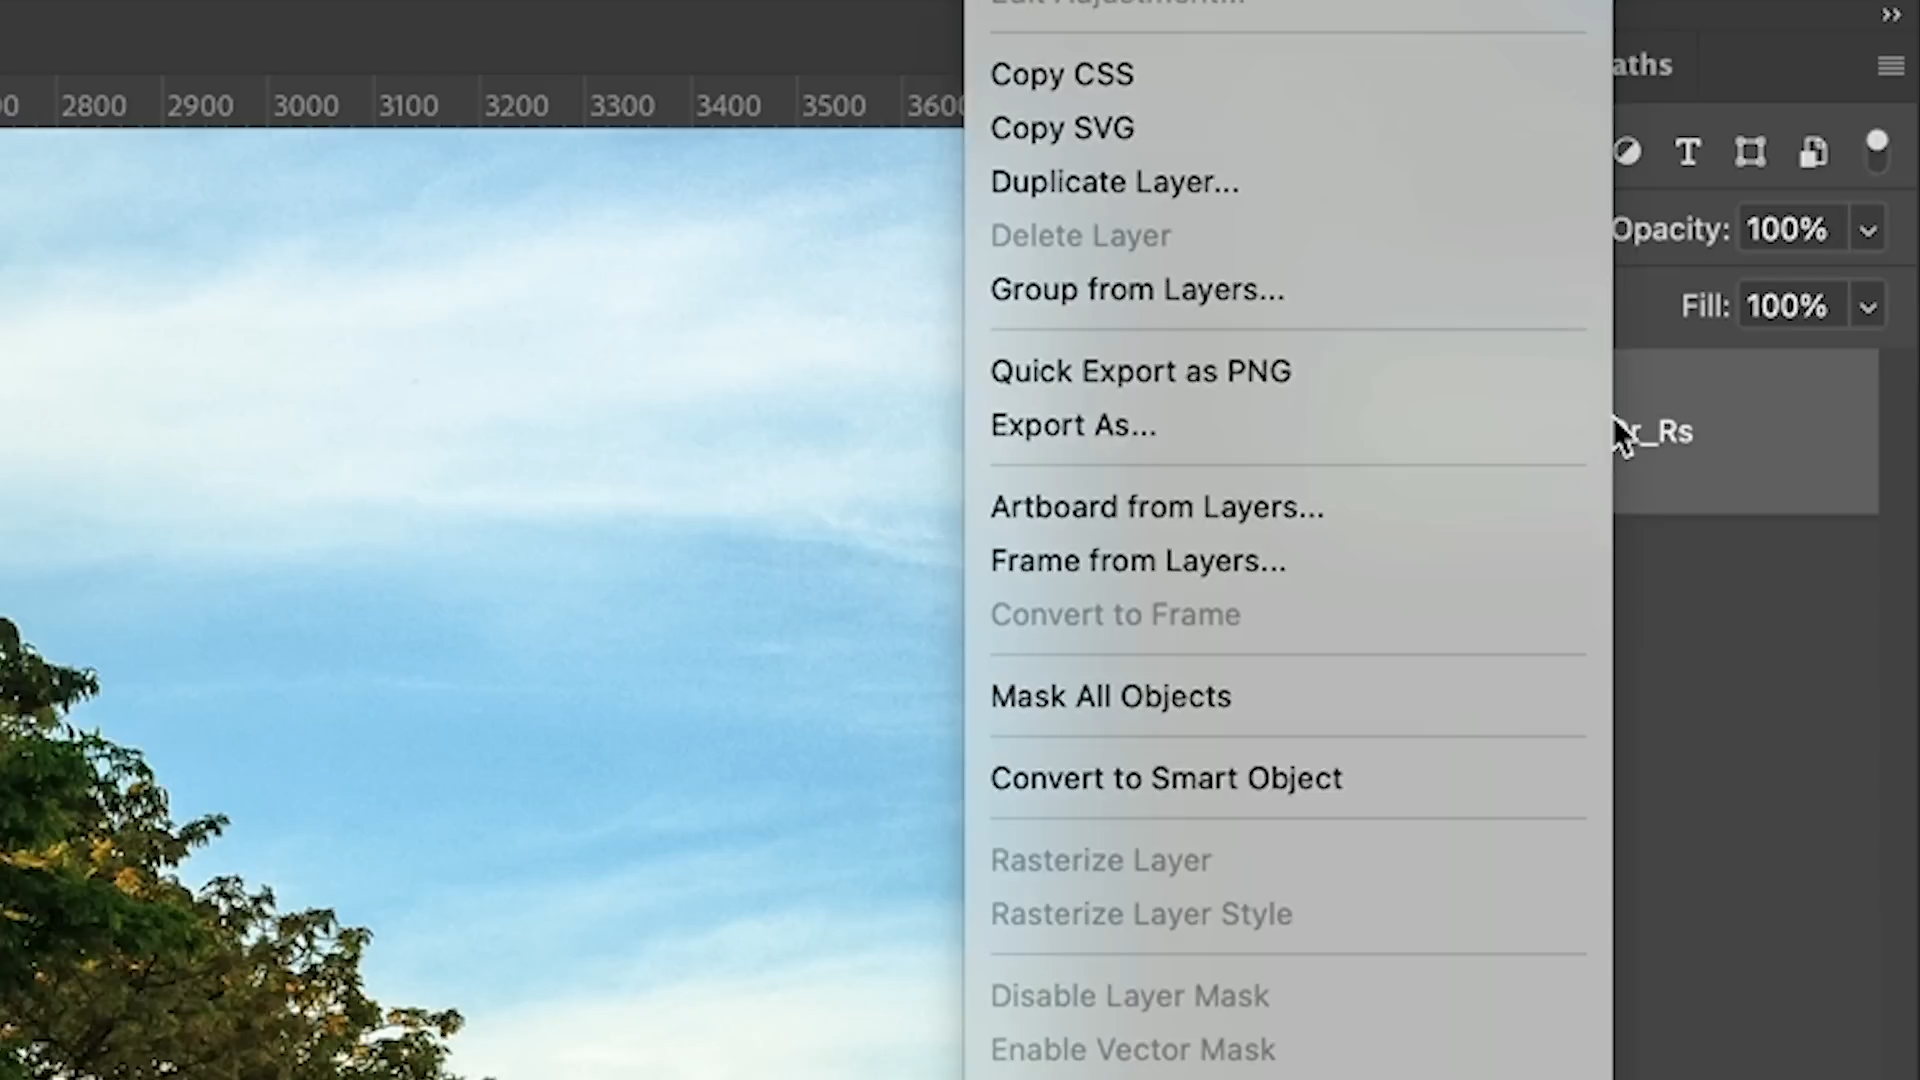 Copy CSS
Copy SVG
Duplicate Layer...
Delete Layer
Group from Layers...
Quick Export as PNG
Export As...
Artboard from Layers...
Frame from Layers...
Convert to Frame
Mask All Objects
Convert to Smart Object
Rasterize Layer
Rasterize Layer Style
Disable Layer Mask
Enable Vector Mask
2800 2900 3000 3100 3200 3300 3400 3500 3600
aths
T
Opacity: 100%
Fill: 100%
r_Rs